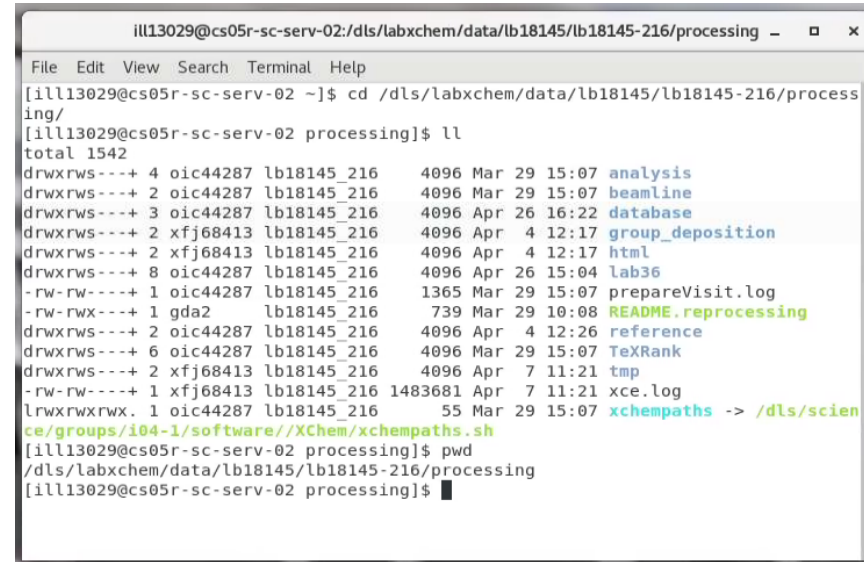 ill13029@cs05r-sc-serv-02:/dls/labxchem/data/lb18145/lb18145-216/processing
File Edit View Search Terminal Help
[ill13029@cs05r-sc-serv-02 ~]$ cd /dls/labxchem/data/lb18145/lb18145-216/process
ing/
[ill13029@cs05r-sc-serv-02 processing]$ ll
total 1542
drwxrws---+ 4 oic44287 lb18145_216    4096 Mar 29 15:07 analysis
drwxrws---+ 2 oic44287 lb18145_216    4096 Mar 29 15:07 beamline
drwxrws---+ 3 oic44287 lb18145_216    4096 Apr 26 16:22 database
drwxrws---+ 2 xfj68413 lb18145_216    4096 Apr  4 12:17 group_deposition
drwxrws---+ 2 xfj68413 lb18145_216    4096 Apr  4 12:17 html
drwxrws---+ 8 oic44287 lb18145_216    4096 Apr 26 15:04 lab36
-rw-rw----+ 1 oic44287 lb18145_216    1365 Mar 29 15:07 prepareVisit.log
-rw-rwx---+ 1 gda2     lb18145_216     739 Mar 29 10:08 README.reprocessing
drwxrws---+ 2 oic44287 lb18145_216    4096 Apr  4 12:26 reference
drwxrws---+ 6 oic44287 lb18145_216    4096 Mar 29 15:07 TeXRank
drwxrws---+ 2 xfj68413 lb18145_216    4096 Apr  7 11:21 tmp
-rw-rw----+ 1 xfj68413 lb18145_216 1483681 Apr  7 11:21 xce.log
lrwxrwxrwx. 1 oic44287 lb18145_216      55 Mar 29 15:07 xchempaths -> /dls/scien
ce/groups/i04-1/software//XChem/xchempaths.sh
[ill13029@cs05r-sc-serv-02 processing]$ pwd
/dls/labxchem/data/lb18145/lb18145-216/processing
[ill13029@cs05r-sc-serv-02 processing]$